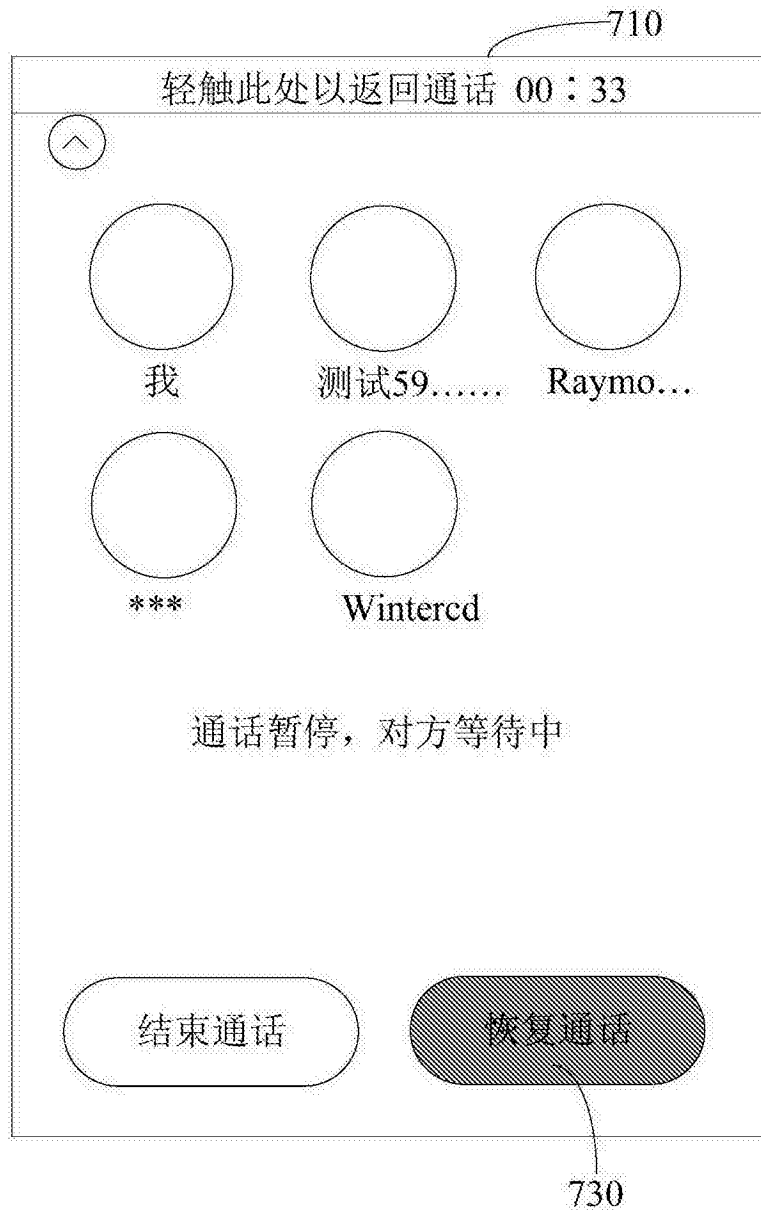 710
轻触此处以返回通话 00：33
我 测试59…… Raymo…
*** Wintercd
通话暂停，对方等待中
结束通话 恢复通话
730